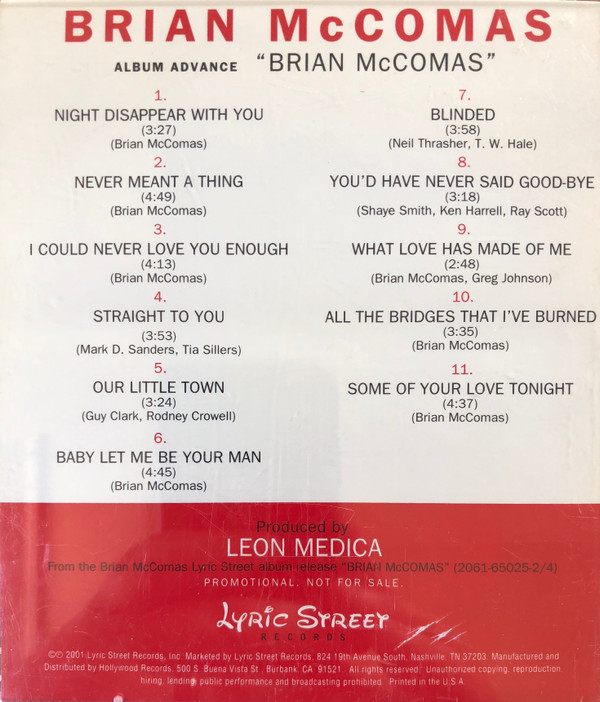 BRIAN McCOMAS
ALBUM ADVANCE "BRIAN McCOMAS"
1.
NIGHT DISAPPEAR WITH YOU
(3:27)
(Brian McComas)
2.
NEVER MEANT A THING
(4:49)
(Brian McComas)
3.
I COULD NEVER LOVE YOU ENOUGH
(4:13)
(Brian McComas)
4.
STRAIGHT TO YOU
(3:53)
(Mark D. Sanders, Tia Sillers)
5.
OUR LITTLE TOWN
(3:24)
(Guy Clark, Rodney Crowell)
6.
BABY LET ME BE YOUR MAN
(4:45)
(Brian McComas)
7.
BLINDED
(3:58)
(Neil Thrasher, T. W. Hale)
8.
YOU'D HAVE NEVER SAID GOOD-BYE
(3:18)
(Shaye Smith, Ken Harrell, Ray Scott)
9.
WHAT LOVE HAS MADE OF ME
(2:48)
(Brian McComas, Greg Johnson)
10.
ALL THE BRIDGES THAT I'VE BURNED
(3:35)
(Brian McComas)
11.
SOME OF YOUR LOVE TONIGHT
(4:37)
(Brian McComas)
Produced by
LEON MEDICA
From the Brian McComas Lyric Street album release "BRIAN McCOMAS" (2061-65025-2/4)
PROMOTIONAL. NOT FOR SALE.
LYRIC STREET
RECORDS
©℗ 2001 Lyric Street Records, Inc. Marketed by Lyric Street Records. 824 19th Avenue South, Nashville, TN 37203. Manufactured and
Distributed by Hollywood Records. 500 S. Buena Vista St. Burbank, CA 91521. All rights reserved. Unauthorized copying, reproduction,
hiring, lending, public performance and broadcasting prohibited. Printed in the U.S.A.